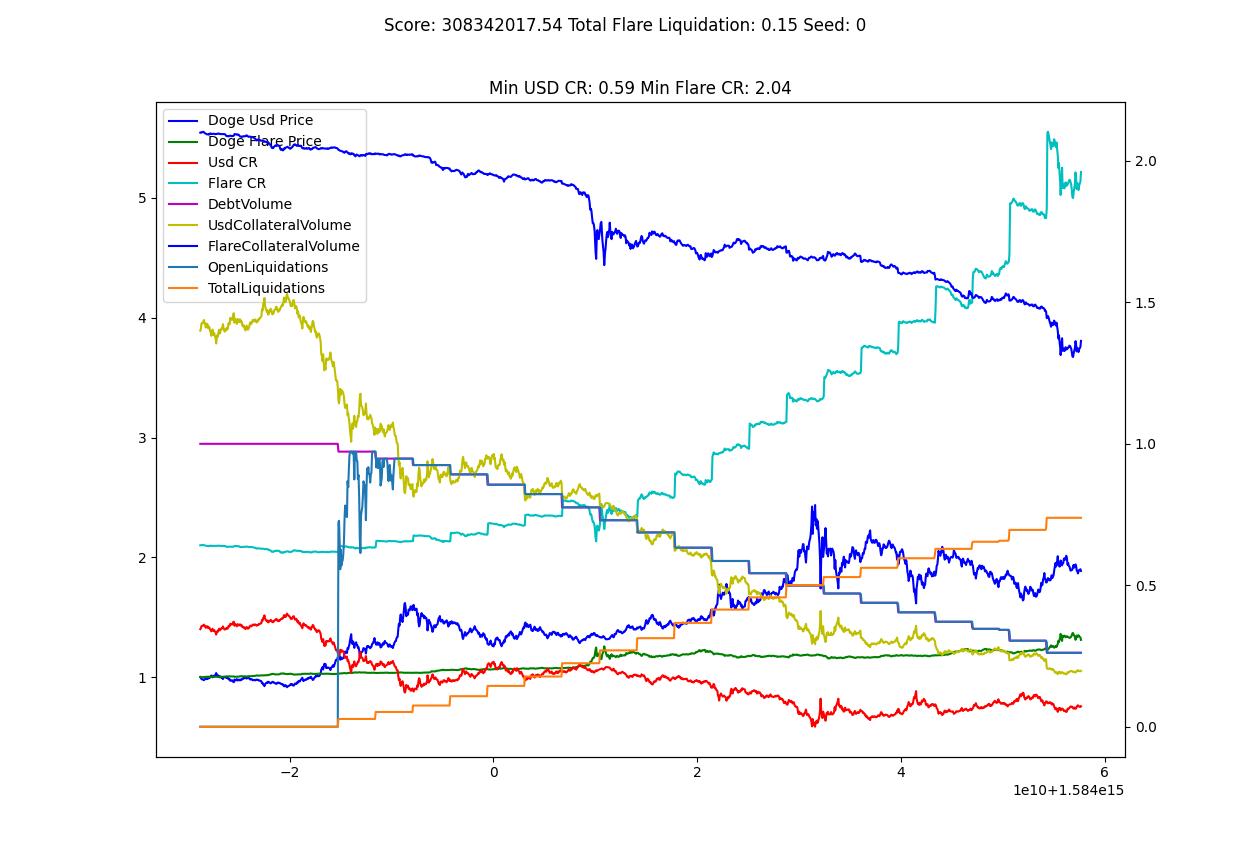 Score: 308342017.54 Total Flare Liquidation: 0.15 Seed: 0
Min USD CR: 0.59 Min Flare CR: 2.04
Doge Usd Price
Doge Flare Price
Usd CR
Flare CR
DebtVolume
UsdCollateralVolume
FlareCollateralVolume
OpenLiquidations
TotalLiquidations
5
4
3
2
1
2.0
1.5
1.0
0.5
0.0
−2
0
2
4
6
1e10+1.584e15